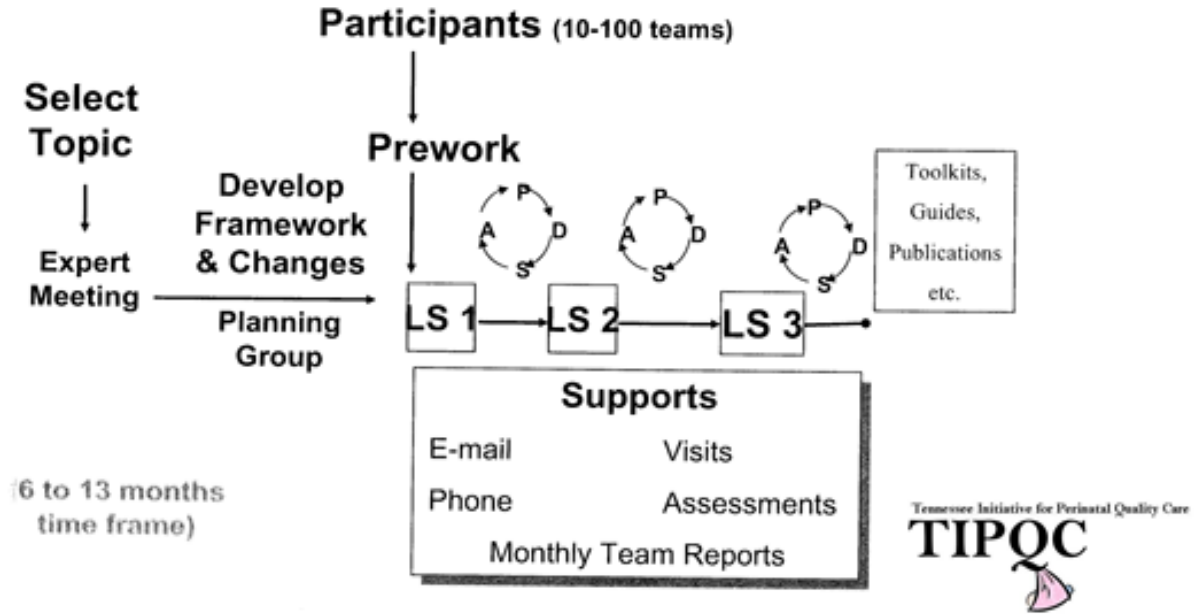 Participants (10-100 teams)
Select
Topic
Prework
Develop
Framework
& Changes
Expert
Meeting
Planning
Group
P
A D
S
P
A D
S
P
A D
S
LS 1
LS 2
LS 3
Toolkits,
Guides,
Publications
etc.
Supports
E-mail Visits
Phone Assessments
Monthly Team Reports
(6 to 13 months
time frame)
Tennessee Initiative for Perinatal Quality Care
TIPQC